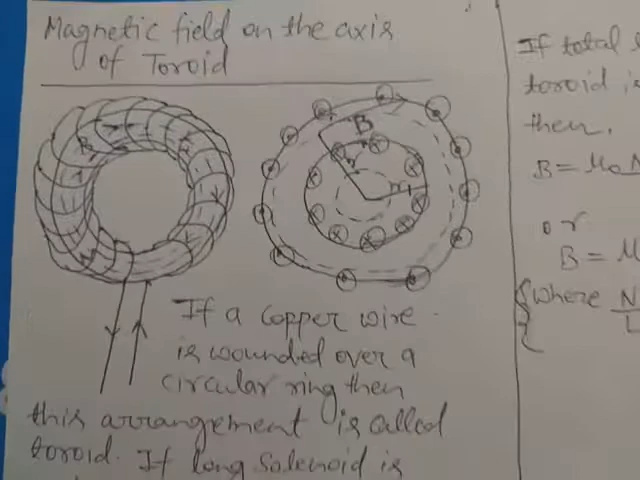 Magnetic field on the axis
of Toroid
B
B
r
If a copper wire
is wounded over a
circular ring then
this arrangement is called
toroid. If long solenoid is
If total
toroid is
then,
B = μ₀ N
or
B = μ
{where N
L